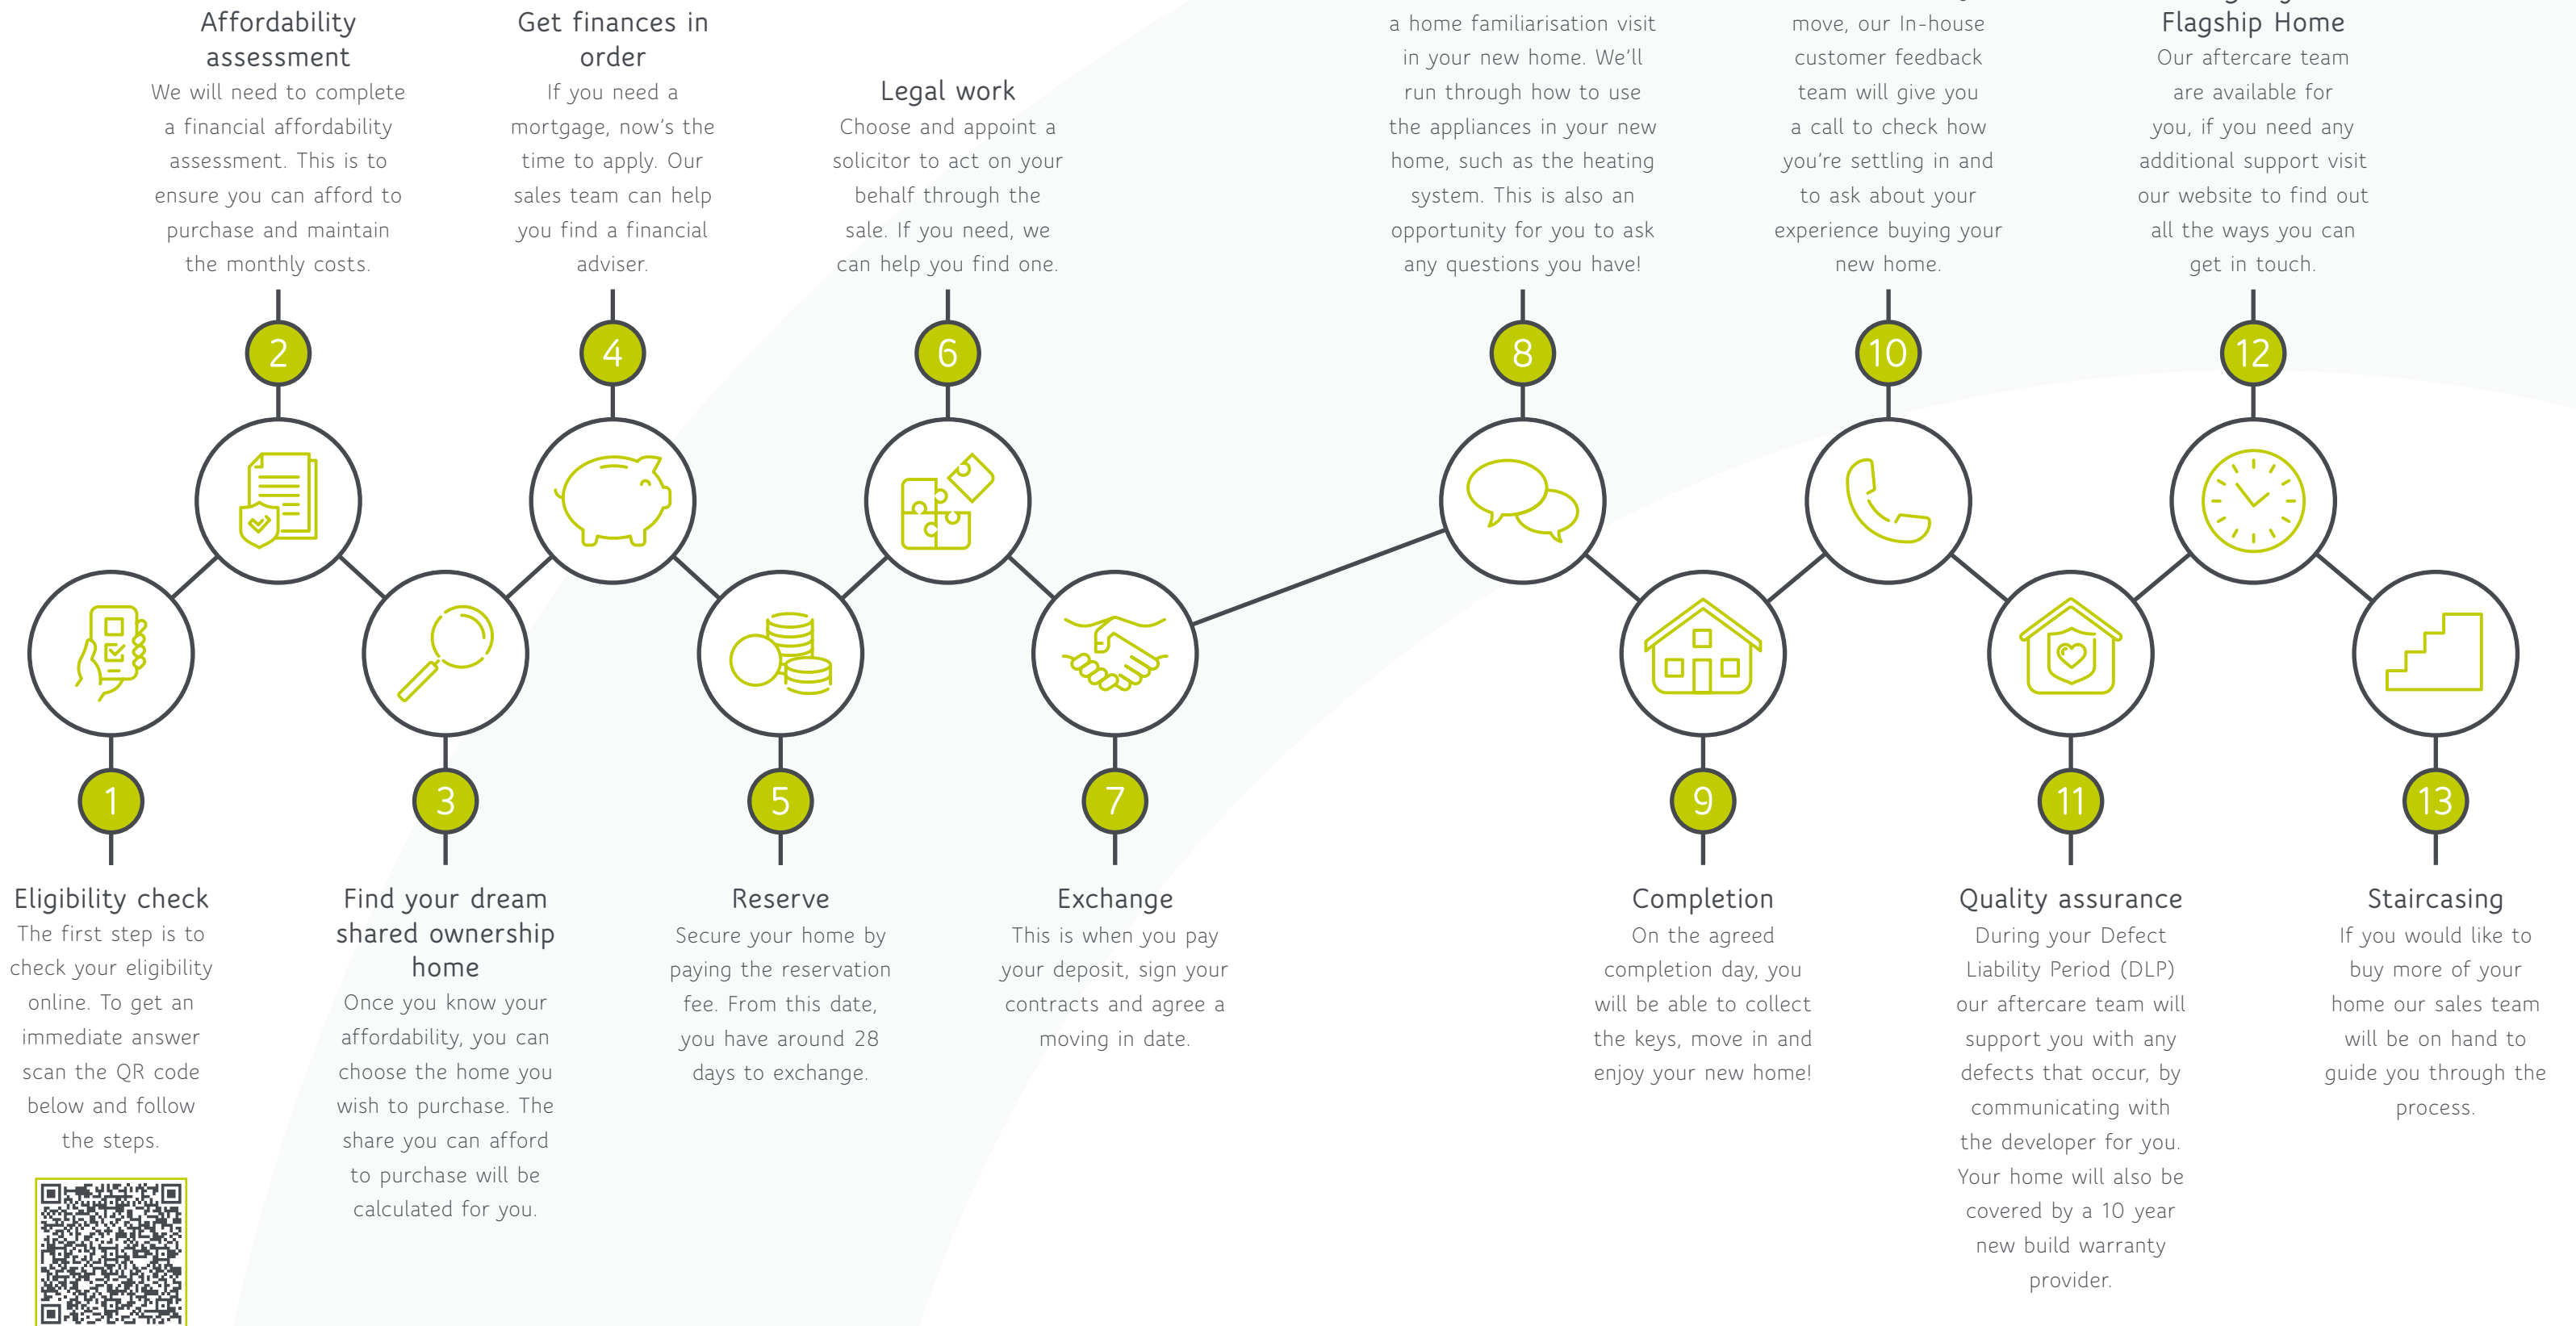 Affordability
assessment
We will need to complete
a financial affordability
assessment. This is to
ensure you can afford to
purchase and maintain
the monthly costs.
2
Get finances in
order
If you need a
mortgage, now's the
time to apply. Our
sales team can help
you find a financial
adviser.
4
Legal work
Choose and appoint a
solicitor to act on your
behalf through the
sale. If you need, we
can help you find one.
6
a home familiarisation visit
in your new home. We'll
run through how to use
the appliances in your new
home, such as the heating
system. This is also an
opportunity for you to ask
any questions you have!
8
move, our In-house
customer feedback
team will give you
a call to check how
you're settling in and
to ask about your
experience buying your
new home.
10
Flagship Home
Our aftercare team
are available for
you, if you need any
additional support visit
our website to find out
all the ways you can
get in touch.
12
1
Eligibility check
The first step is to
check your eligibility
online. To get an
immediate answer
scan the QR code
below and follow
the steps.
3
Find your dream
shared ownership
home
Once you know your
affordability, you can
choose the home you
wish to purchase. The
share you can afford
to purchase will be
calculated for you.
5
Reserve
Secure your home by
paying the reservation
fee. From this date,
you have around 28
days to exchange.
7
Exchange
This is when you pay
your deposit, sign your
contracts and agree a
moving in date.
9
Completion
On the agreed
completion day, you
will be able to collect
the keys, move in and
enjoy your new home!
11
Quality assurance
During your Defect
Liability Period (DLP)
our aftercare team will
support you with any
defects that occur, by
communicating with
the developer for you.
Your home will also be
covered by a 10 year
new build warranty
provider.
13
Staircasing
If you would like to
buy more of your
home our sales team
will be on hand to
guide you through the
process.